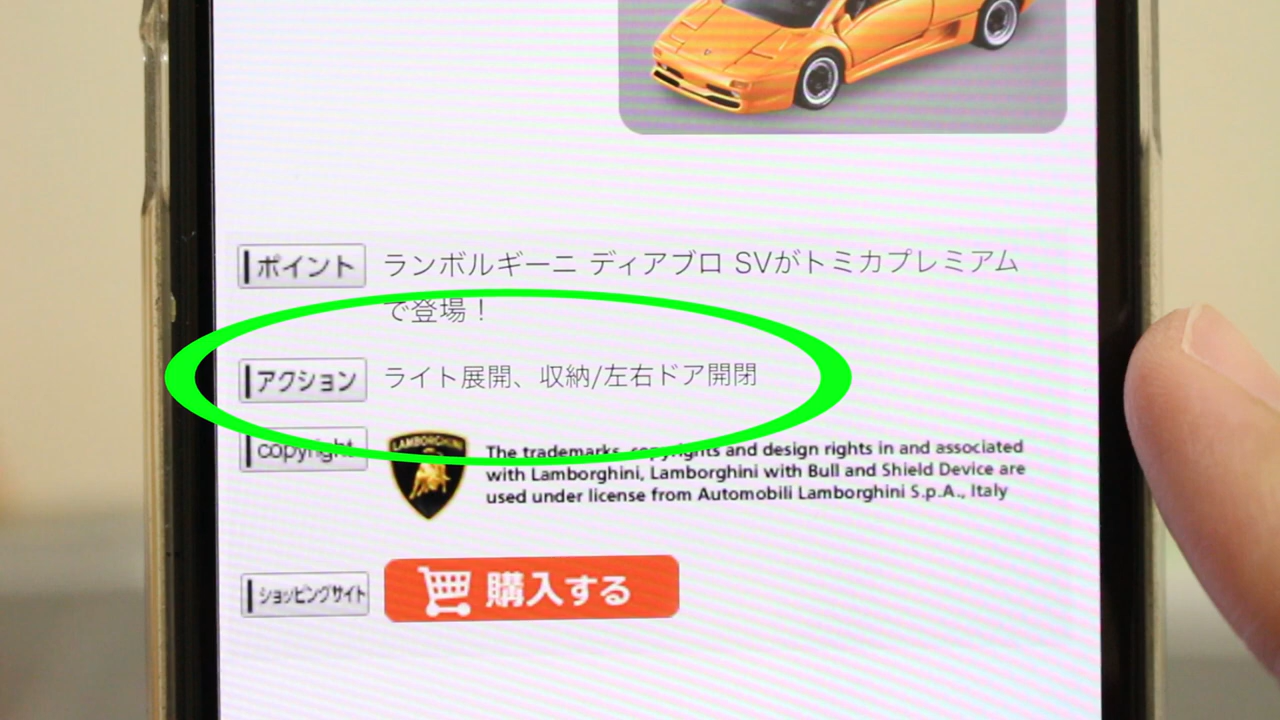 ポイント ランボルギーニ ディアブロ SVがトミカプレミアム
で登場！
アクション ライト展開、収納/左右ドア開閉
copyright LAMBORGHINI The trademarks, copyrights and design rights in and associated
with Lamborghini, Lamborghini with Bull and Shield Device are
used under license from Automobili Lamborghini S.p.A., Italy
ショッピングサイト 購入する